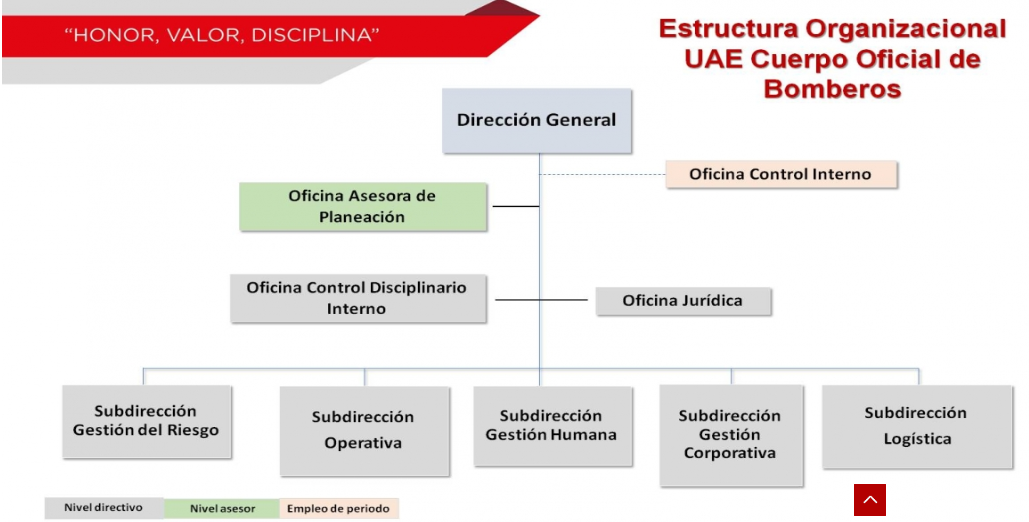 “HONOR, VALOR, DISCIPLINA”
Estructura Organizacional
UAE Cuerpo Oficial de
Bomberos
Dirección General
Oficina Control Interno
Oficina Asesora de
Planeación
Oficina Control Disciplinario
Interno
Oficina Jurídica
Subdirección
Gestión del Riesgo
Subdirección
Operativa
Subdirección
Gestión Humana
Subdirección
Gestión
Corporativa
Subdirección
Logística
Nivel directivo
Nivel asesor
Empleo de periodo